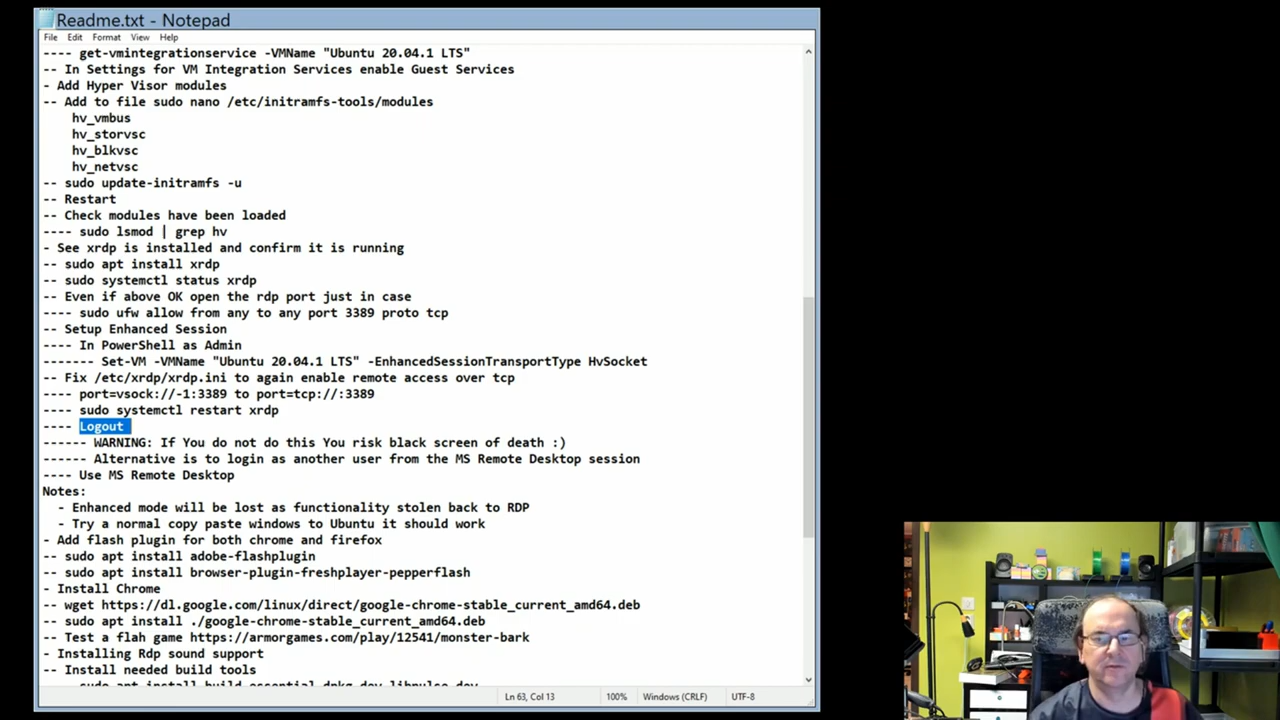 Readme.txt - Notepad
File Edit Format View Help
---- get-vmintegrationservice -VMName "Ubuntu 20.04.1 LTS"
-- In Settings for VM Integration Services enable Guest Services
- Add Hyper Visor modules
-- Add to file sudo nano /etc/initramfs-tools/modules
hv_vmbus
hv_storvsc
hv_blkvsc
hv_netvsc
-- sudo update-initramfs -u
-- Restart
-- Check modules have been loaded
---- sudo lsmod | grep hv
- See xrdp is installed and confirm it is running
-- sudo apt install xrdp
-- sudo systemctl status xrdp
-- Even if above OK open the rdp port just in case
---- sudo ufw allow from any to any port 3389 proto tcp
-- Setup Enhanced Session
---- In PowerShell as Admin
------- Set-VM -VMName "Ubuntu 20.04.1 LTS" -EnhancedSessionTransportType HvSocket
-- Fix /etc/xrdp/xrdp.ini to again enable remote access over tcp
---- port=vsock://-1:3389 to port=tcp://:3389
---- sudo systemctl restart xrdp
---- Logout
------ WARNING: If You do not do this You risk black screen of death :)
------ Alternative is to login as another user from the MS Remote Desktop session
---- Use MS Remote Desktop
Notes:
- Enhanced mode will be lost as functionality stolen back to RDP
- Try a normal copy paste windows to Ubuntu it should work
- Add flash plugin for both chrome and firefox
-- sudo apt install adobe-flashplugin
-- sudo apt install browser-plugin-freshplayer-pepperflash
- Install Chrome
-- wget https://dl.google.com/linux/direct/google-chrome-stable_current_amd64.deb
-- sudo apt install ./google-chrome-stable_current_amd64.deb
-- Test a flah game https://armorgames.com/play/12541/monster-bark
- Installing Rdp sound support
-- Install needed build tools
sudo apt install build-essential dpkg-dev libpulse-dev
Ln 63, Col 13 100% Windows (CRLF) UTF-8